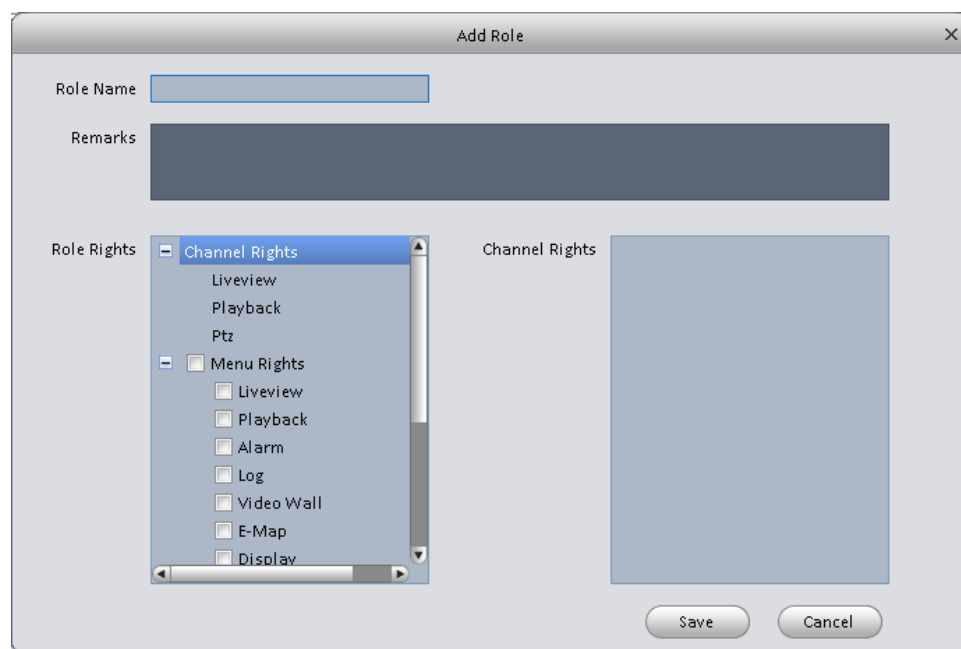 Add Role
Role Name
Remarks
Role Rights
Channel Rights
Liveview
Playback
Ptz
Menu Rights
Liveview
Playback
Alarm
Log
Video Wall
E-Map
Display
Channel Rights
Save
Cancel